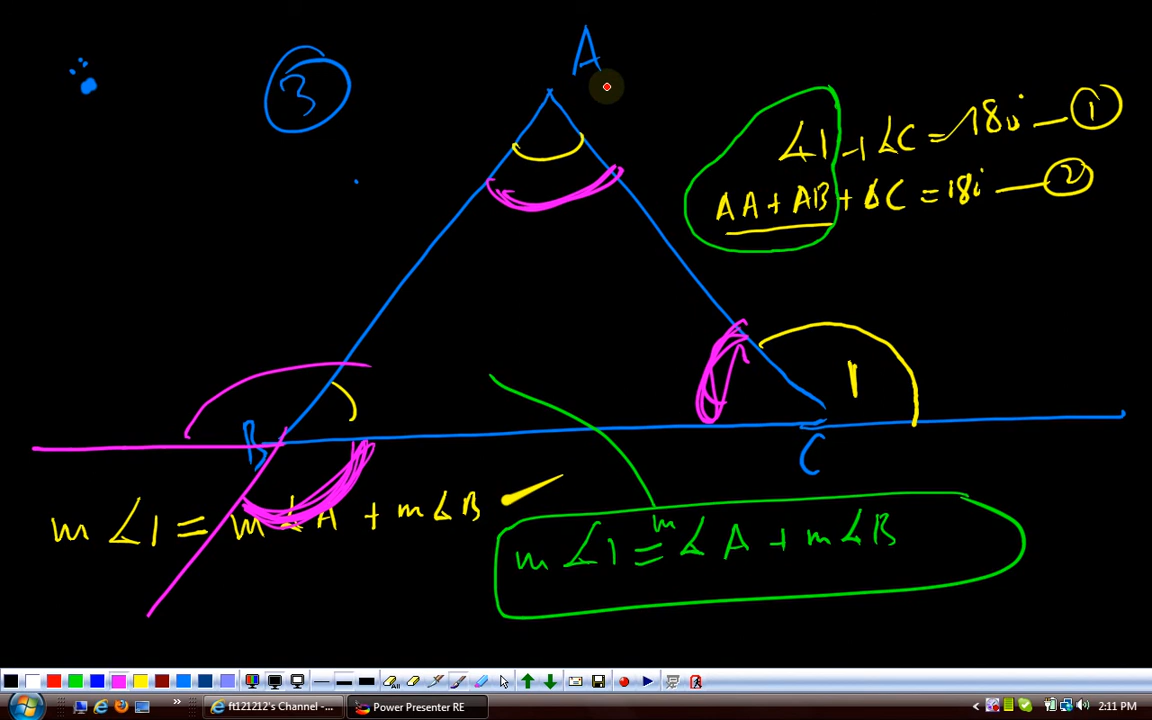 A
3
∡1 + ∡C = 180 — 1
∡A + ∡B + ∡C = 180 — 2
1
B
C
m ∡1 = m ∡A + m ∡B
m ∡1 = m ∡A + m ∡B
ft121212's Channel -...
Power Presenter RE
2:11 PM